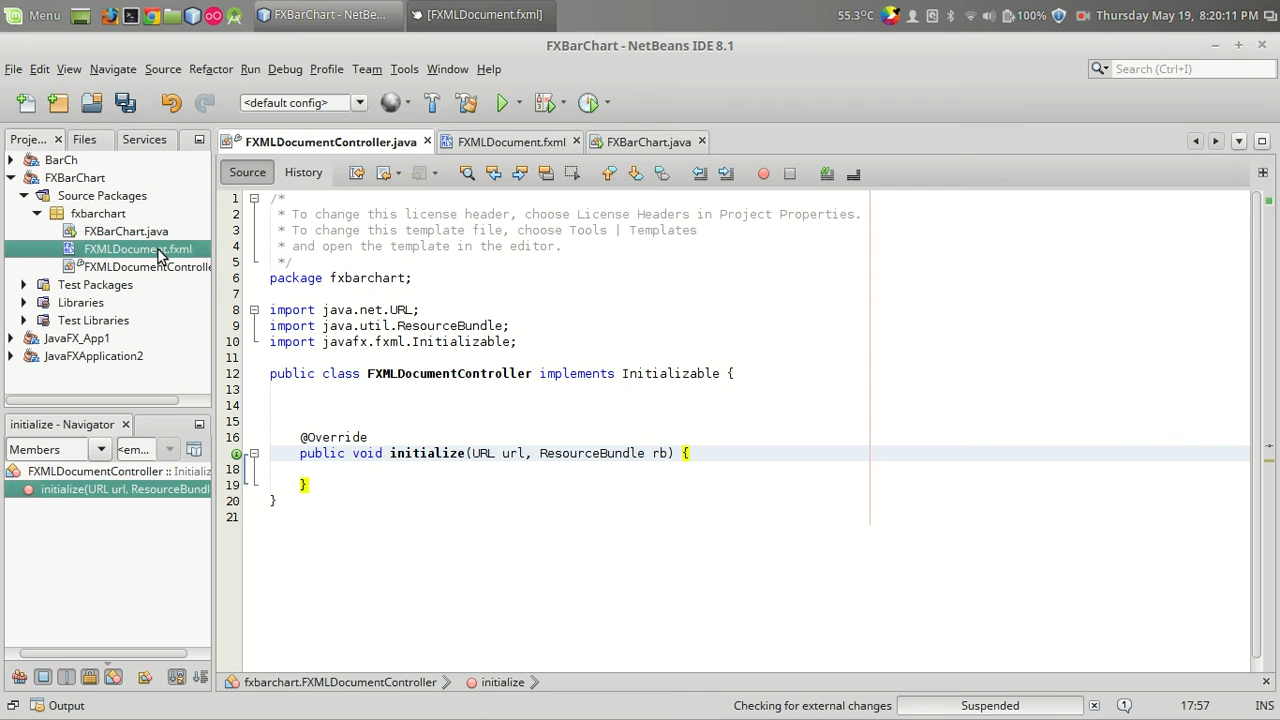 Menu
FXBarChart - NetBe...
[FXMLDocument.fxml]
55.3°C
100%
Thursday May 19, 8:20:11 PM
FXBarChart - NetBeans IDE 8.1
File Edit View Navigate Source Refactor Run Debug Profile Team Tools Window Help
Search (Ctrl+I)
<default config>
Proje... Files Services
FXMLDocumentController.java FXMLDocument.fxml FXBarChart.java
Source History
BarCh
FXBarChart
Source Packages
fxbarchart
FXBarChart.java
FXMLDocument.fxml
FXMLDocumentControlle
Test Packages
Libraries
Test Libraries
JavaFX_App1
JavaFXApplication2
initialize - Navigator
Members <em...
FXMLDocumentController :: Initializ
initialize(URL url, ResourceBundl
1 /*
2 * To change this license header, choose License Headers in Project Properties.
3 * To change this template file, choose Tools | Templates
4 * and open the template in the editor.
5 */
6 package fxbarchart;
7
8 import java.net.URL;
9 import java.util.ResourceBundle;
10 import javafx.fxml.Initializable;
11
12 public class FXMLDocumentController implements Initializable {
13
14
15
16 @Override
public void initialize(URL url, ResourceBundle rb) {
18
19 }
20 }
21
fxbarchart.FXMLDocumentController initialize
Output
Checking for external changes Suspended 1 17:57 INS